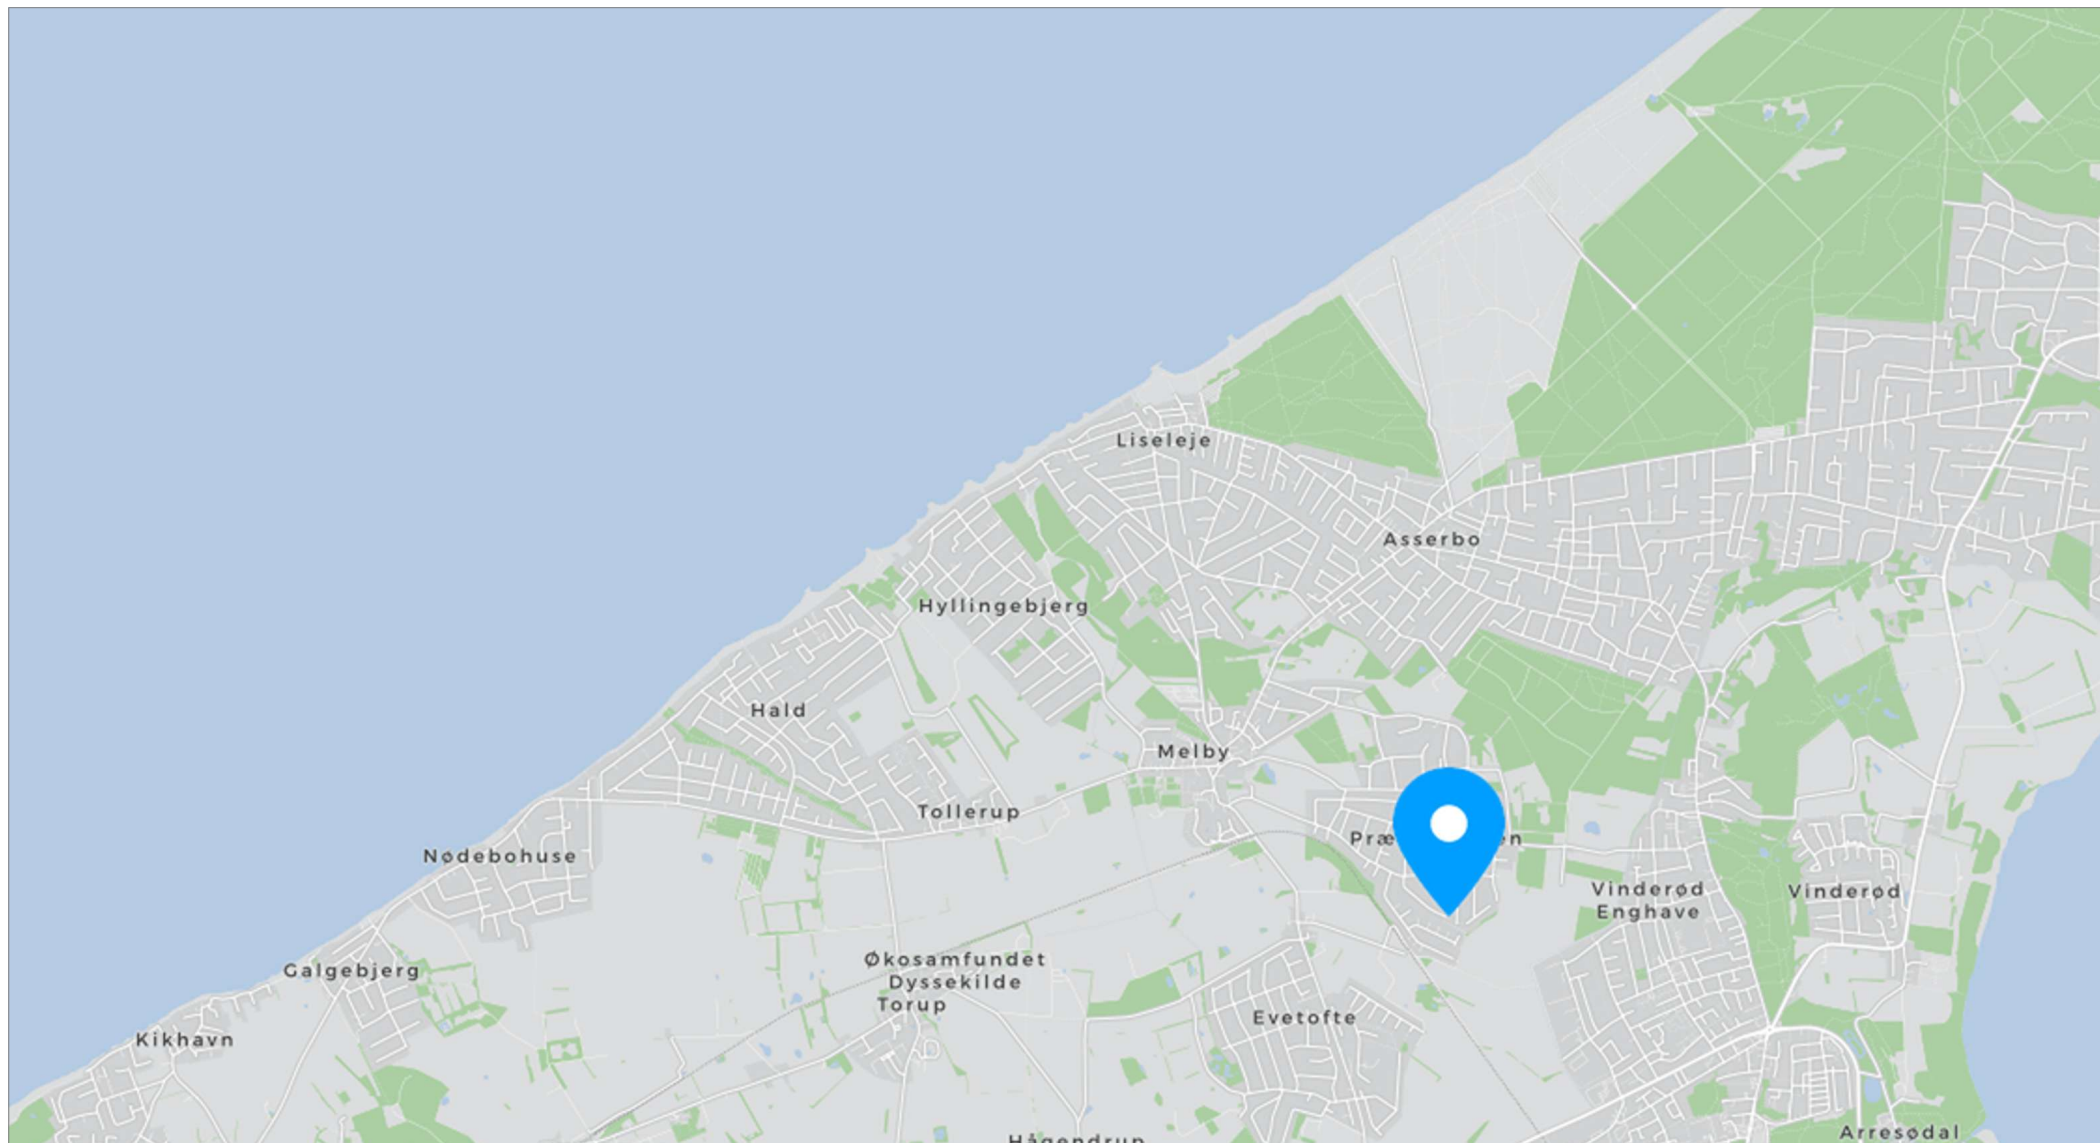 Liseleje
Asserbo
Hyllingebjerg
Hald
Melby
Tollerup
Nødebohuse
Vinderød
Enghave
Vinderød
Økosamfundet
Dyssekilde
Torup
Galgebjerg
Evetofte
Kikhavn
Arresødal